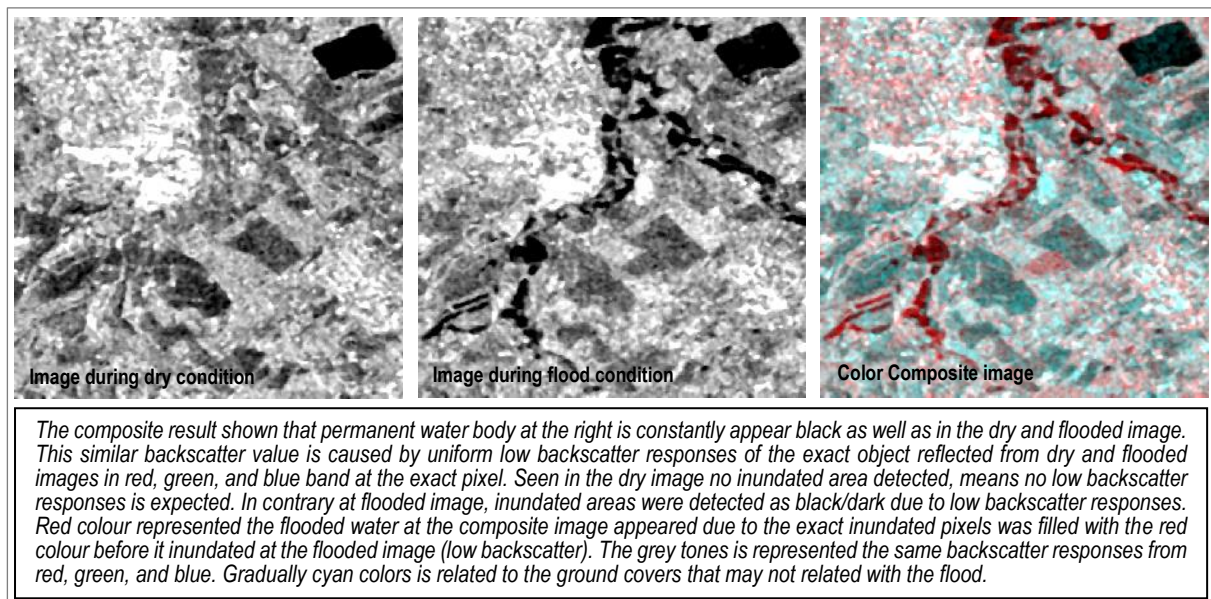 Image during dry condition
Image during flood condition
Color Composite image
The composite result shown that permanent water body at the right is constantly appear black as well as in the dry and flooded image.
This similar backscatter value is caused by uniform low backscatter responses of the exact object reflected from dry and flooded
images in red, green, and blue band at the exact pixel. Seen in the dry image no inundated area detected, means no low backscatter
responses is expected. In contrary at flooded image, inundated areas were detected as black/dark due to low backscatter responses.
Red colour represented the flooded water at the composite image appeared due to the exact inundated pixels was filled with the red
colour before it inundated at the flooded image (low backscatter). The grey tones is represented the same backscatter responses from
red, green, and blue. Gradually cyan colors is related to the ground covers that may not related with the flood.